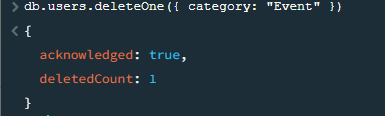 > db.users.deleteOne({ category: "Event" })
< {
acknowledged: true,
deletedCount: 1
}